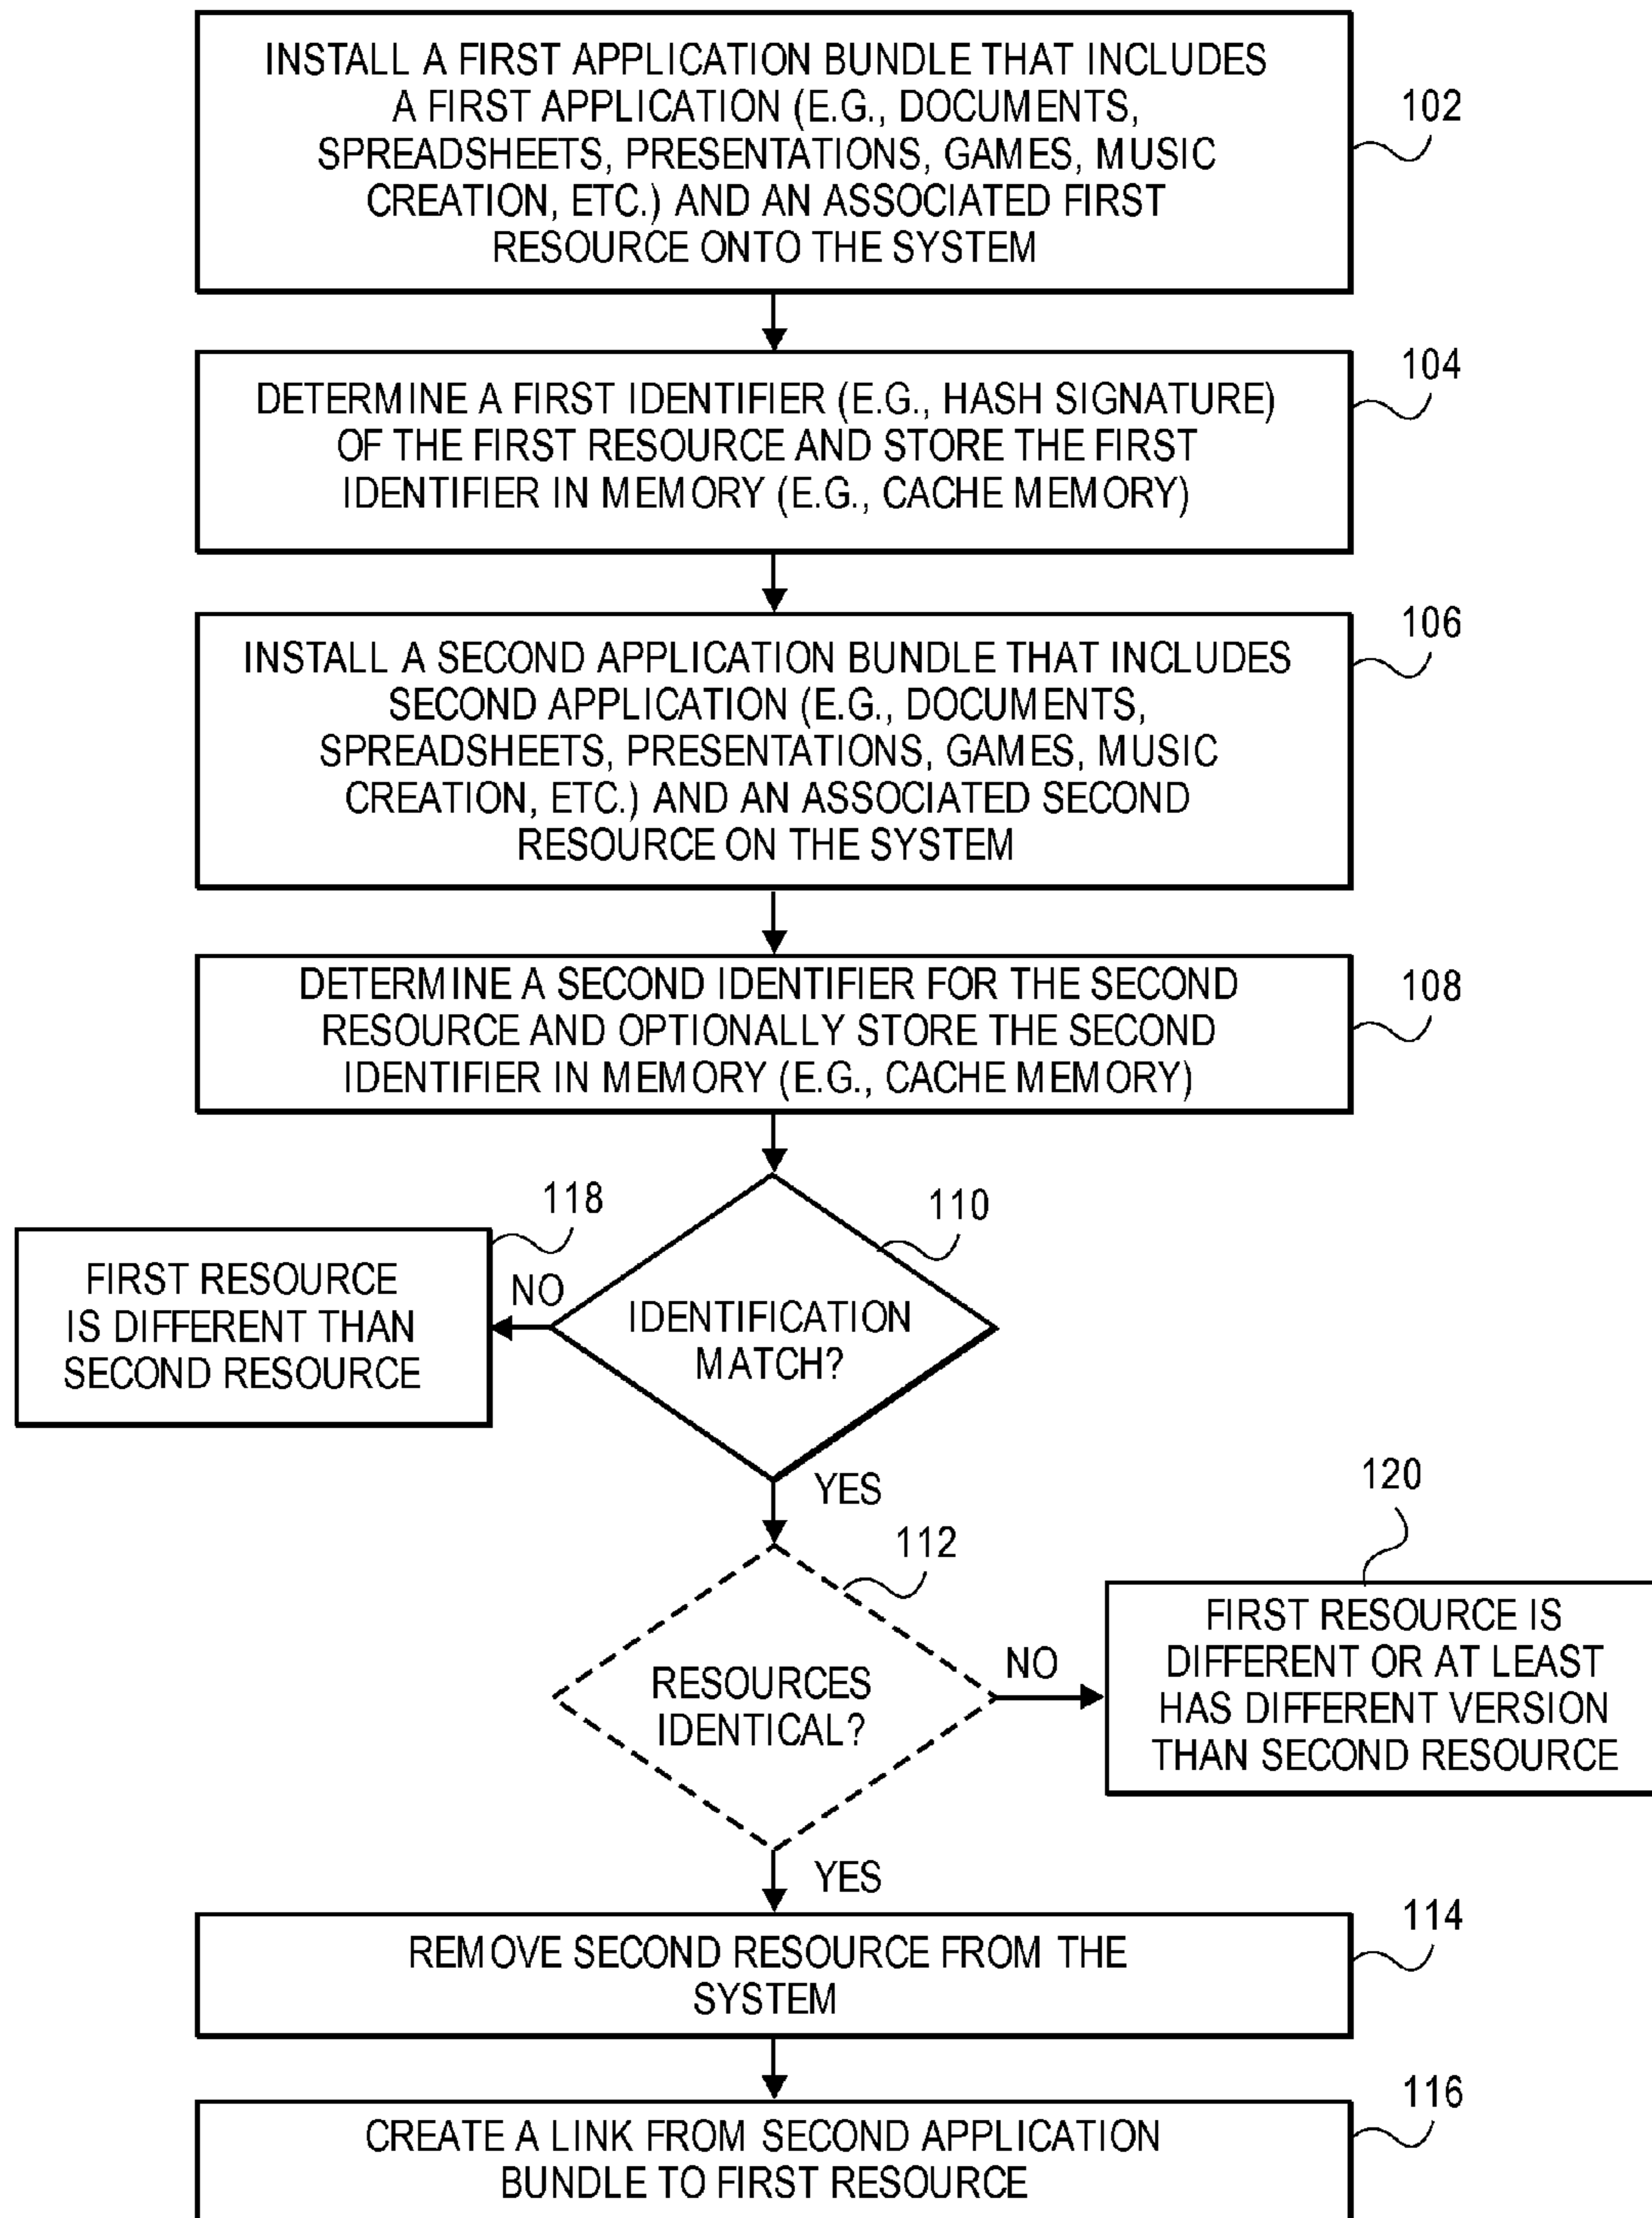 INSTALL A FIRST APPLICATION BUNDLE THAT INCLUDES
A FIRST APPLICATION (E.G., DOCUMENTS,
SPREADSHEETS, PRESENTATIONS, GAMES, MUSIC
CREATION, ETC.) AND AN ASSOCIATED FIRST
RESOURCE ONTO THE SYSTEM
102
DETERMINE A FIRST IDENTIFIER (E.G., HASH SIGNATURE)
OF THE FIRST RESOURCE AND STORE THE FIRST
IDENTIFIER IN MEMORY (E.G., CACHE MEMORY)
104
INSTALL A SECOND APPLICATION BUNDLE THAT INCLUDES
SECOND APPLICATION (E.G., DOCUMENTS,
SPREADSHEETS, PRESENTATIONS, GAMES, MUSIC
CREATION, ETC.) AND AN ASSOCIATED SECOND
RESOURCE ON THE SYSTEM
106
DETERMINE A SECOND IDENTIFIER FOR THE SECOND
RESOURCE AND OPTIONALLY STORE THE SECOND
IDENTIFIER IN MEMORY (E.G., CACHE MEMORY)
108
118
110
FIRST RESOURCE
IS DIFFERENT THAN
SECOND RESOURCE
NO
IDENTIFICATION
MATCH?
YES
120
112
RESOURCES
IDENTICAL?
NO
FIRST RESOURCE IS
DIFFERENT OR AT LEAST
HAS DIFFERENT VERSION
THAN SECOND RESOURCE
YES
REMOVE SECOND RESOURCE FROM THE
SYSTEM
114
CREATE A LINK FROM SECOND APPLICATION
BUNDLE TO FIRST RESOURCE
116